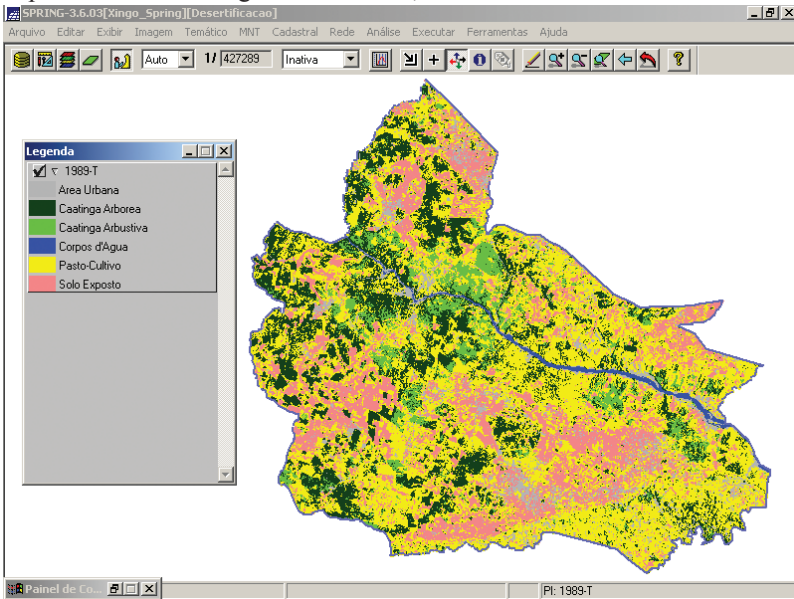 SPRING-3.6.03[Xingo_Spring][Desertificacao]
Arquivo Editar Exibir Imagem Temático MNT Cadastral Rede Análise Executar Ferramentas Ajuda
Auto 1/ 427289 Inativa
Legenda
1989-T
Area Urbana
Caatinga Arborea
Caatinga Arbustiva
Corpos d'Agua
Pasto-Cultivo
Solo Exposto
Painel de Co...
PI: 1989-T